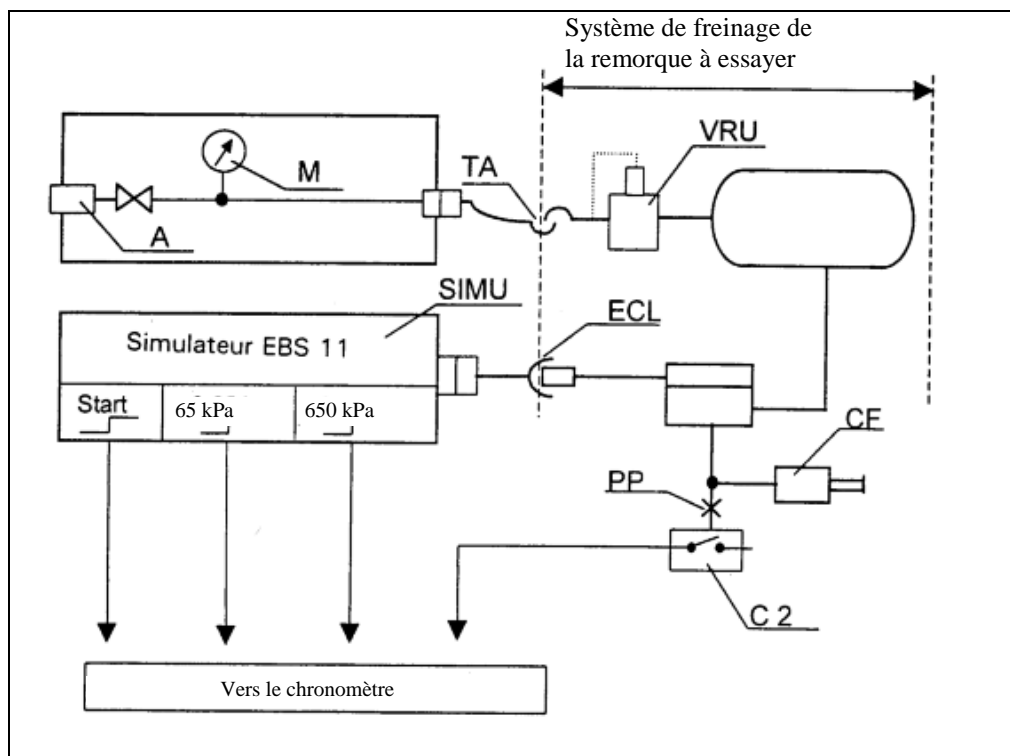 Système de freinage de
la remorque à essayer
VRU
TA
M
A
SIMU
ECL
Simulateur EBS 11
Start
65 kPa
650 kPa
CF
PP
C 2
Vers le chronomètre